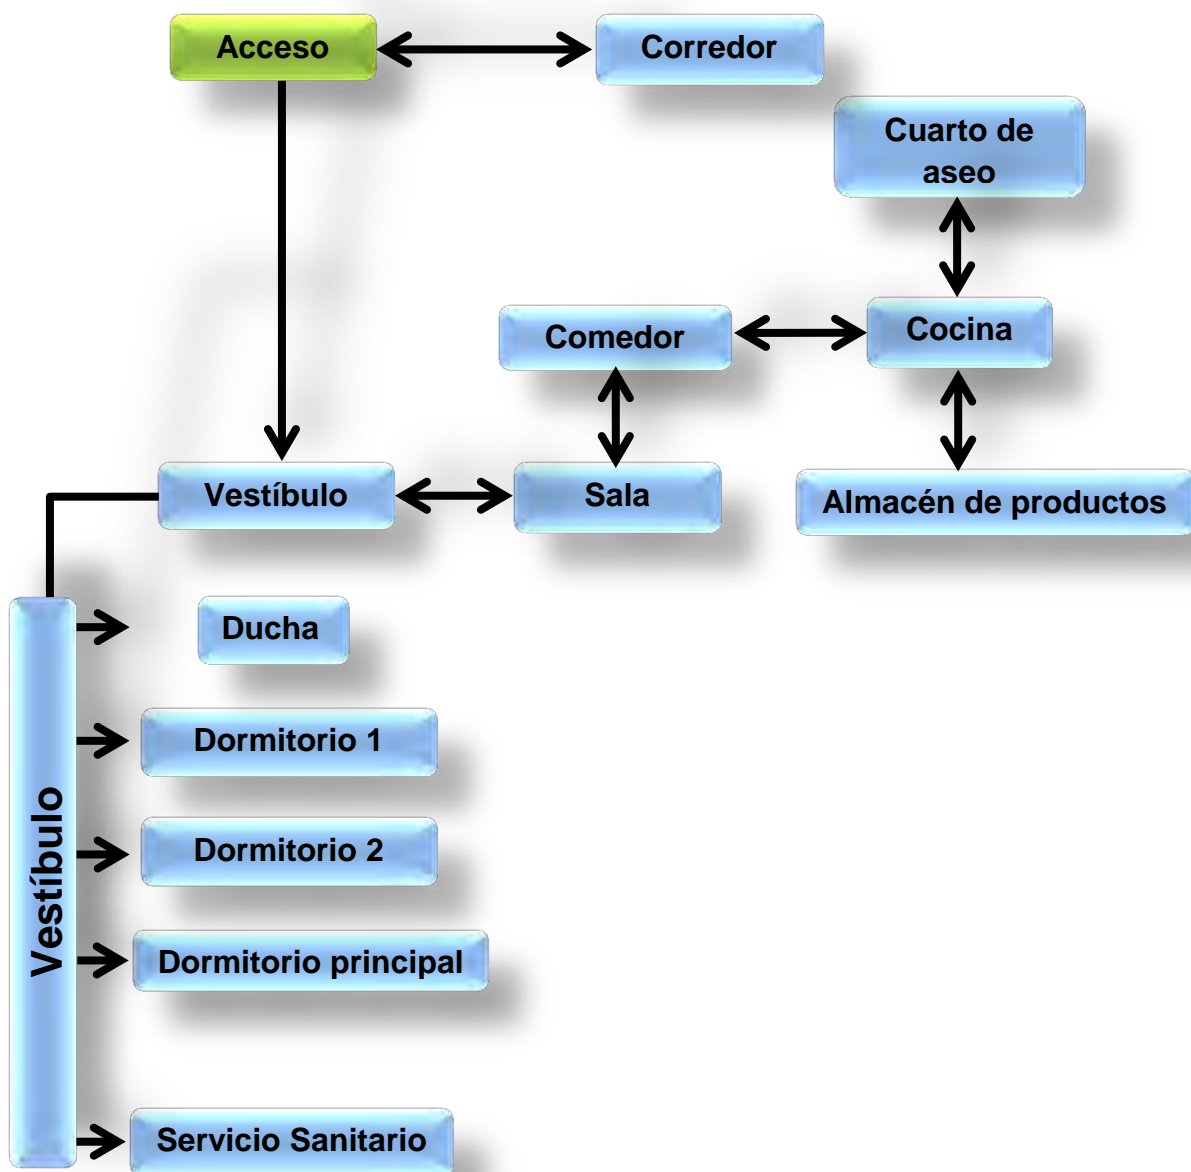 Acceso
Corredor
Cuarto de
aseo
Comedor
Cocina
Vestíbulo
Sala
Almacén de productos
Vestíbulo
Ducha
Dormitorio 1
Dormitorio 2
Dormitorio principal
Servicio Sanitario